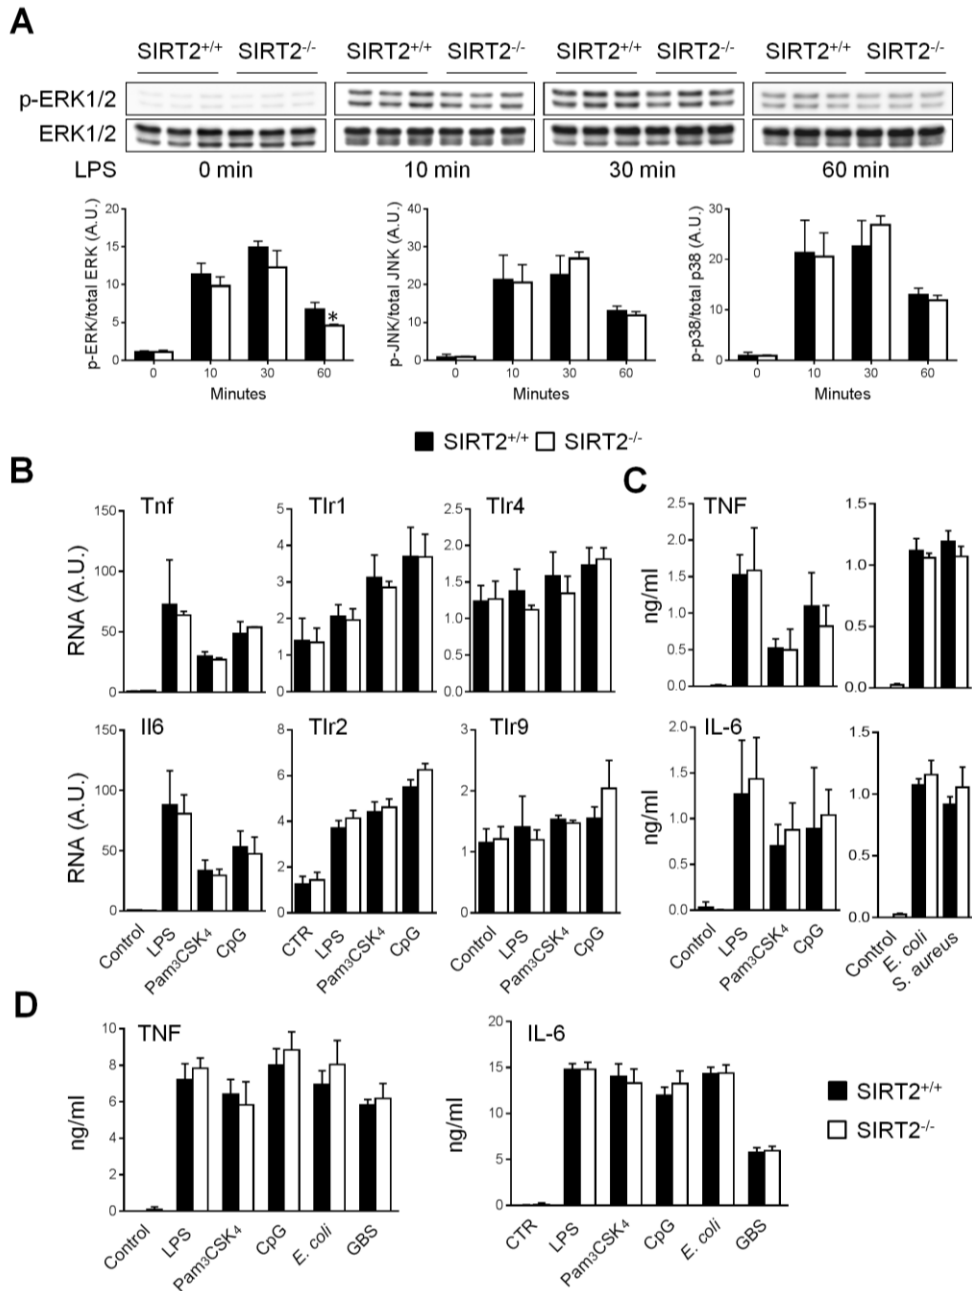 A
SIRT2+/+ SIRT2-/- SIRT2+/+ SIRT2-/- SIRT2+/+ SIRT2-/- SIRT2+/+ SIRT2-/-
p-ERK1/2
ERK1/2
LPS 0 min 10 min 30 min 60 min
p-ERK/total ERK (A.U.)
20
15
10
5
0
*
0 10 30 60
Minutes
p-JNK/total JNK (A.U.)
40
30
20
10
0
0 10 30 60
Minutes
p-p38/total p38 (A.U.)
30
20
10
0
0 10 30 60
Minutes
SIRT2+/+ SIRT2-/-
B
Tnf
RNA (A.U.)
150
100
50
0
Tlr1
5
4
3
2
1
0
Tlr4
2.5
2.0
1.5
1.0
0.5
0.0
Il6
RNA (A.U.)
150
100
50
0
Control LPS Pam3CSK4 CpG
Tlr2
8
6
4
2
0
CTR LPS Pam3CSK4 CpG
Tlr9
3
2
1
0
Control LPS Pam3CSK4 CpG
C
TNF
ng/ml
2.5
2.0
1.5
1.0
0.5
0.0
1.5
1.0
0.5
0.0
IL-6
ng/ml
2.0
1.5
1.0
0.5
0.0
Control LPS Pam3CSK4 CpG
1.5
1.0
0.5
0.0
Control E. coli S. aureus
D
TNF
ng/ml
10
8
6
4
2
0
Control LPS Pam3CSK4 CpG E. coli GBS
IL-6
ng/ml
20
15
10
5
0
CTR LPS Pam3CSK4 CpG E. coli GBS
SIRT2+/+
SIRT2-/-